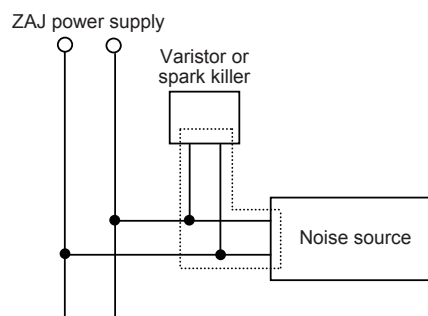 ZAJ power supply
Varistor or
spark killer
Noise source